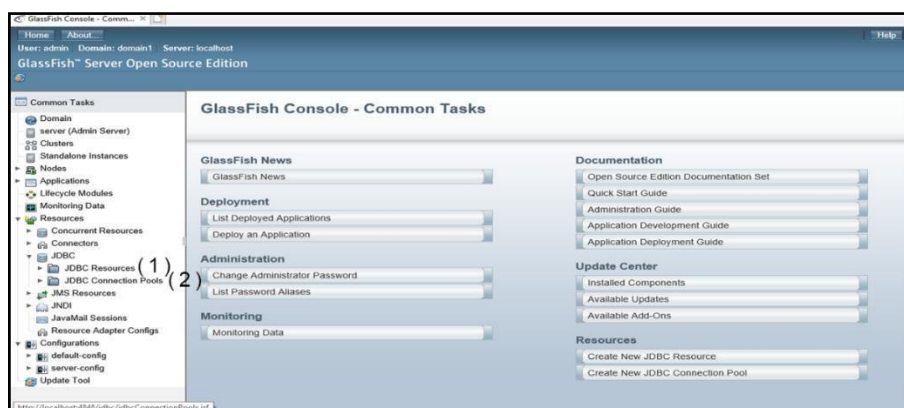 GlassFish Console - Comm...
Home About...
Help
User: admin Domain: domain1 Server: localhost
GlassFish™ Server Open Source Edition
Common Tasks
Domain
server (Admin Server)
Clusters
Standalone Instances
Nodes
Applications
Lifecycle Modules
Monitoring Data
Resources
Concurrent Resources
Connectors
JDBC
JDBC Resources (1)
JDBC Connection Pools (2)
JMS Resources
JNDI
JavaMail Sessions
Resource Adapter Configs
Configurations
default-config
server-config
Update Tool
http://localhost:4848/jdbc/jdbcConnectionPools.jsf
GlassFish Console - Common Tasks
GlassFish News
GlassFish News
Deployment
List Deployed Applications
Deploy an Application
Administration
Change Administrator Password
List Password Aliases
Monitoring
Monitoring Data
Documentation
Open Source Edition Documentation Set
Quick Start Guide
Administration Guide
Application Development Guide
Application Deployment Guide
Update Center
Installed Components
Available Updates
Available Add-Ons
Resources
Create New JDBC Resource
Create New JDBC Connection Pool